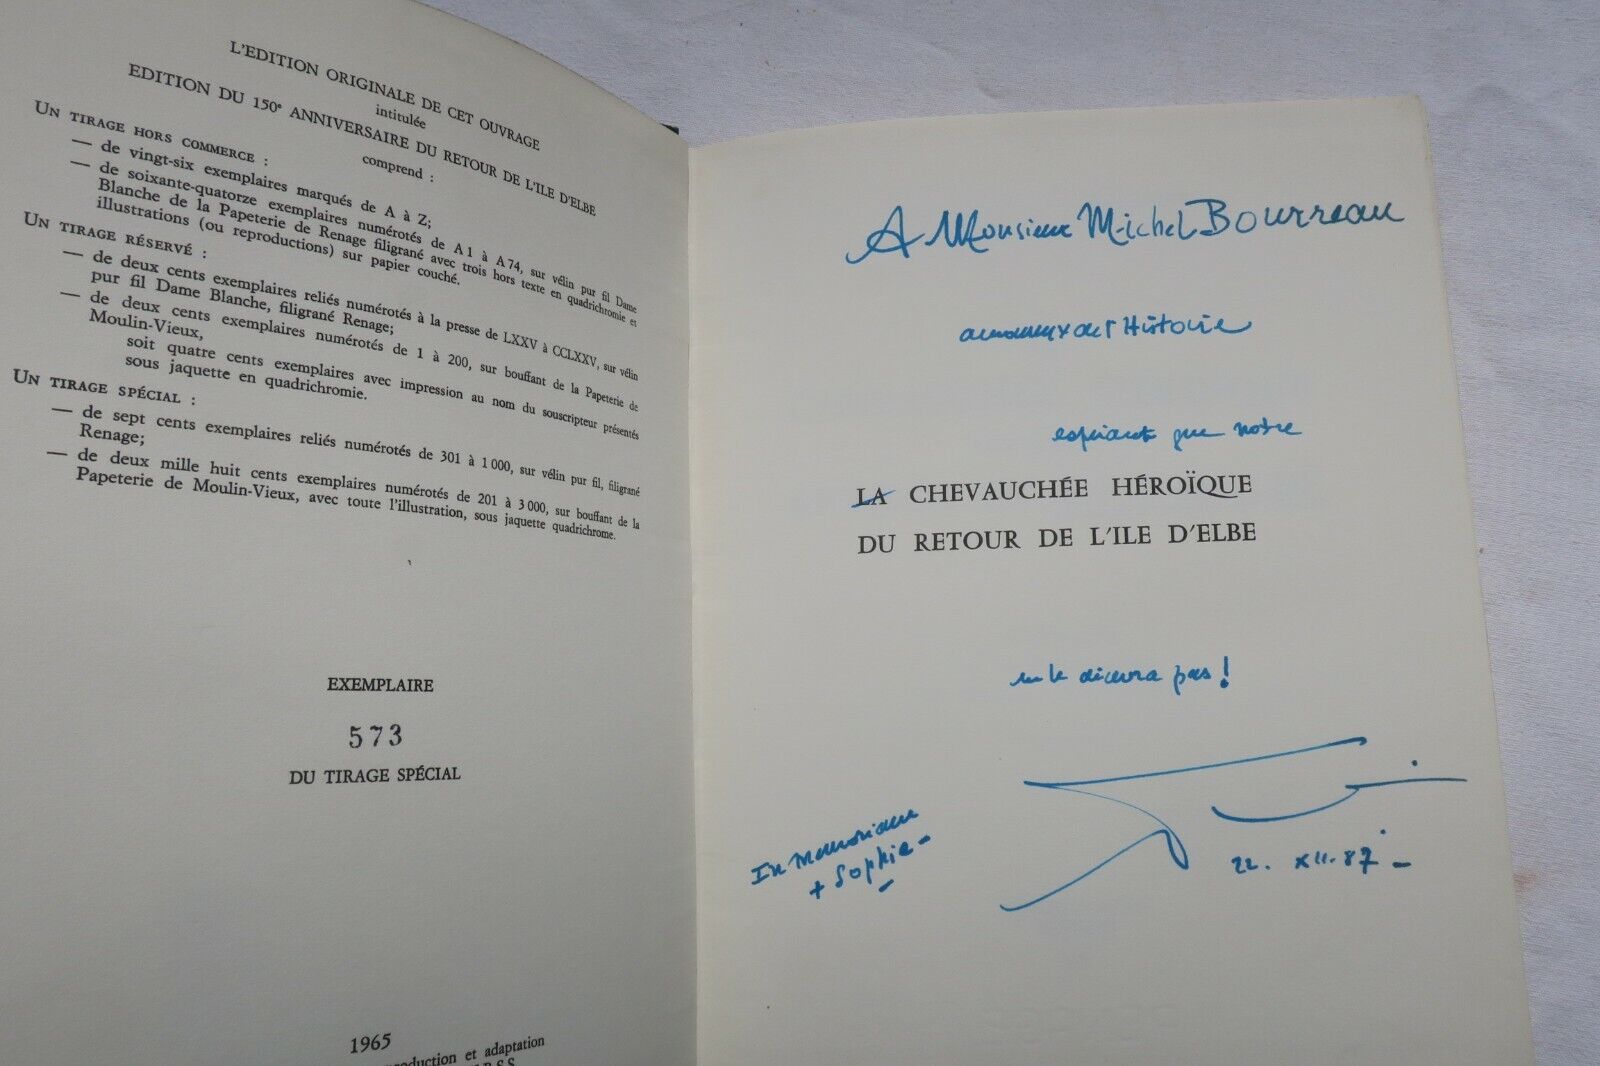 L'EDITION ORIGINALE DE CET OUVRAGE
intitulée
EDITION DU 150e ANNIVERSAIRE DU RETOUR DE L'ILE D'ELBE
comprend :
UN TIRAGE HORS COMMERCE :
— de vingt-six exemplaires marqués de A à Z;
— de soixante-quatorze exemplaires numérotés de A 1 à A 74, sur vélin pur fil Dame
Blanche de la Papeterie de Renage filigrané avec trois hors texte en quadrichromie et
illustrations (ou reproductions) sur papier couché.
UN TIRAGE RÉSERVÉ :
— de deux cents exemplaires reliés numérotés à la presse de LXXV à CCLXXV, sur vélin
pur fil Dame Blanche, filigrané Renage;
— de deux cents exemplaires numérotés de 1 à 200, sur bouffant de la Papeterie de
Moulin-Vieux,
soit quatre cents exemplaires avec impression au nom du souscripteur présentés
sous jaquette en quadrichromie.
UN TIRAGE SPÉCIAL :
— de sept cents exemplaires reliés numérotés de 301 à 1 000, sur vélin pur fil, filigrané
Renage;
— de deux mille huit cents exemplaires numérotés de 201 à 3 000, sur bouffant de la
Papeterie de Moulin-Vieux, avec toute l'illustration, sous jaquette quadrichrome.
EXEMPLAIRE
573
DU TIRAGE SPÉCIAL
1965
production et adaptation
A Monsieur Michel Bourreau
amoureux de l'Histoire
espérant que notre
LA CHEVAUCHÉE HÉROÏQUE
DU RETOUR DE L'ILE D'ELBE
ne le décevra pas!
In Memoriam
+ Sophie –
22. XII. 87 –